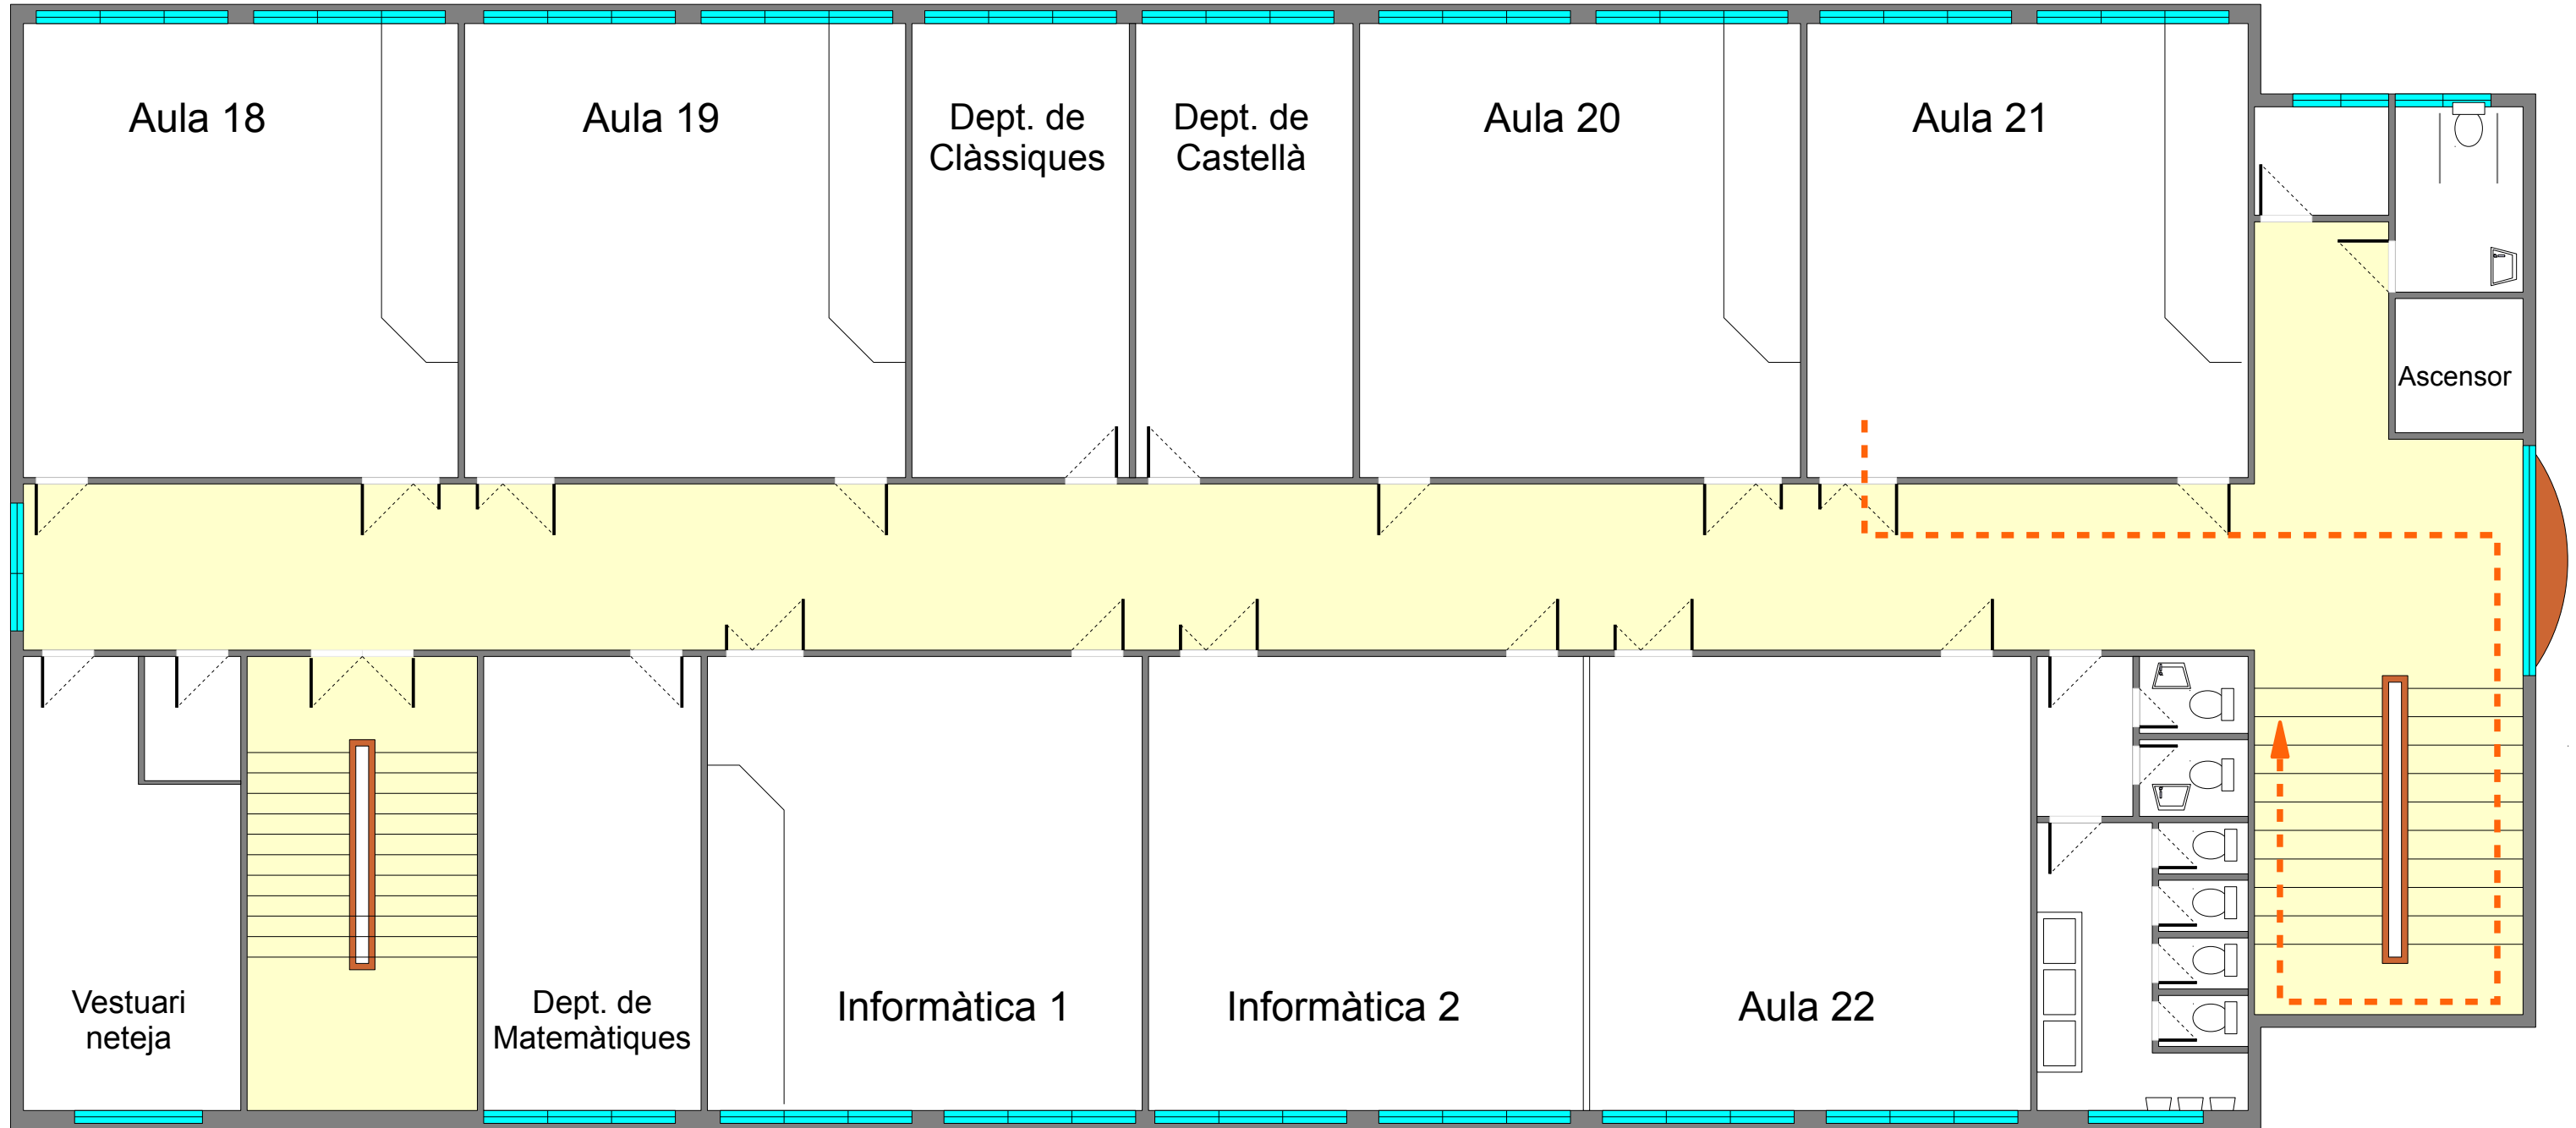 Aula 18
Aula 19
Dept. de
Clàssiques
Dept. de
Castellà
Aula 20
Aula 21
Ascensor
Vestuari
neteja
Dept. de
Matemàtiques
Informàtica 1
Informàtica 2
Aula 22